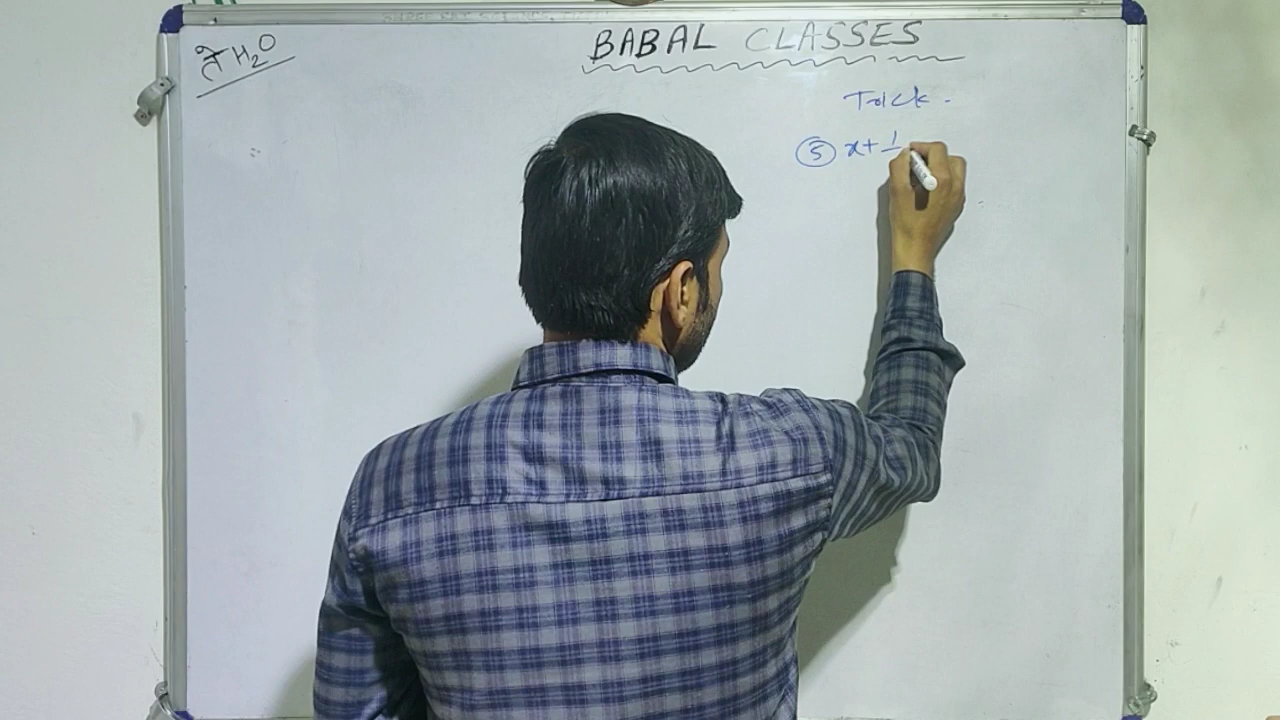 BABAL CLASSES
H₂O
Trick.
⑤ x+1/